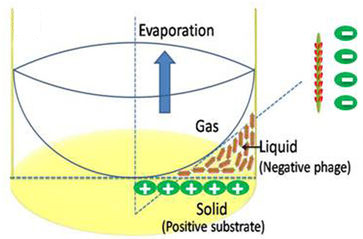 Evaporation
Gas
Liquid
(Negative phage)
Solid
(Positive substrate)